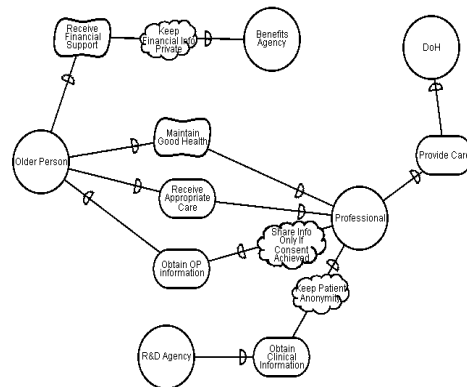 Receive
Financial
Support
Keep
Financial Info
Private
Benefits
Agency
DoH
Older Person
Maintain
Good Health
Provide Care
Receive
Appropriate
Care
Professional
Share Info
Only If
Consent
Achieved
Obtain OP
information
Keep Patient
Anonymity
R&D Agency
Obtain
Clinical
Information